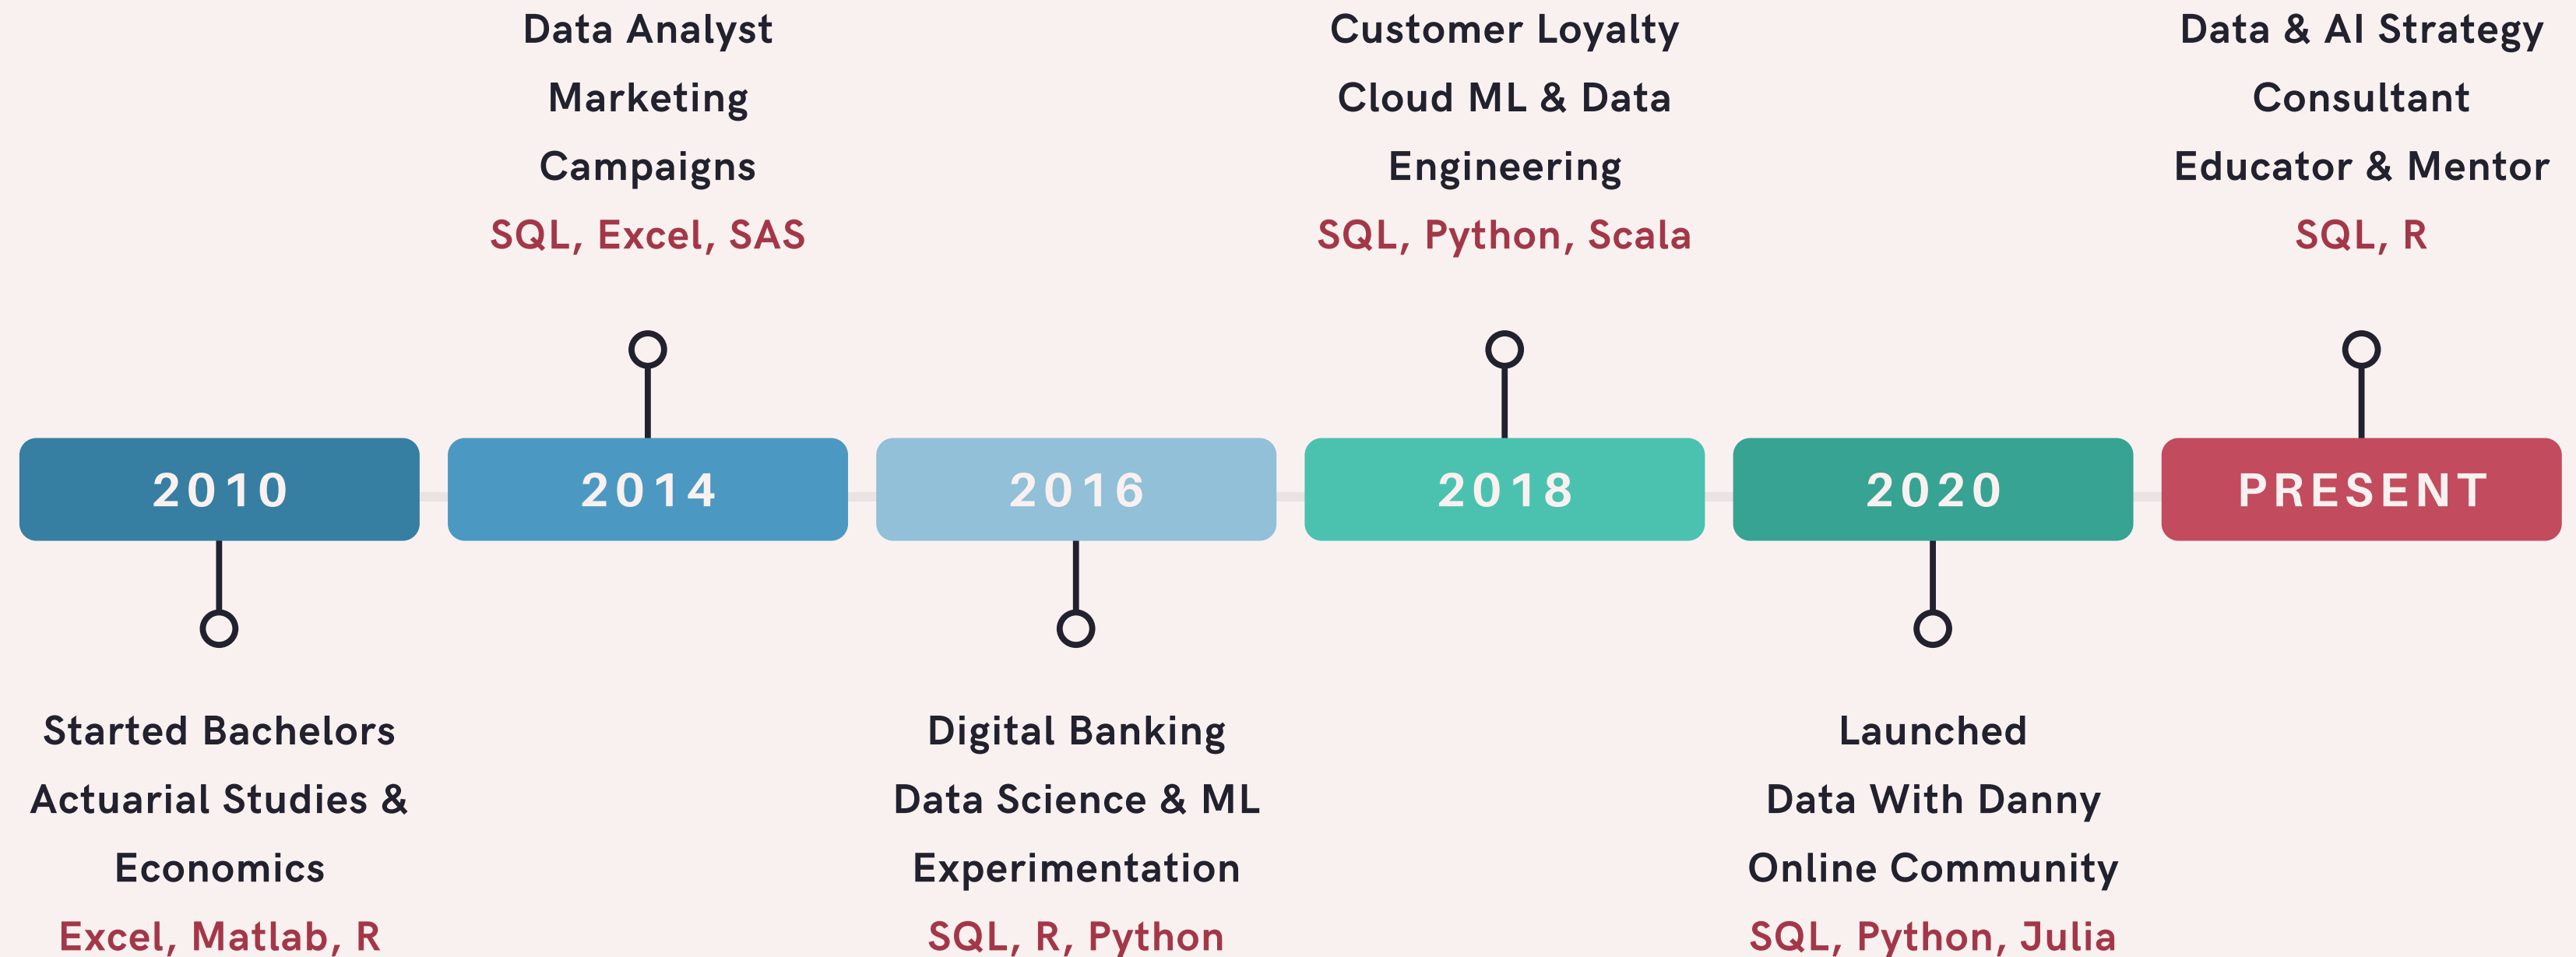 Data Analyst
Marketing
Campaigns
SQL, Excel, SAS
Customer Loyalty
Cloud ML & Data
Engineering
SQL, Python, Scala
Data & AI Strategy
Consultant
Educator & Mentor
SQL, R
2010
2014
2016
2018
2020
PRESENT
Started Bachelors
Actuarial Studies &
Economics
Excel, Matlab, R
Digital Banking
Data Science & ML
Experimentation
SQL, R, Python
Launched
Data With Danny
Online Community
SQL, Python, Julia